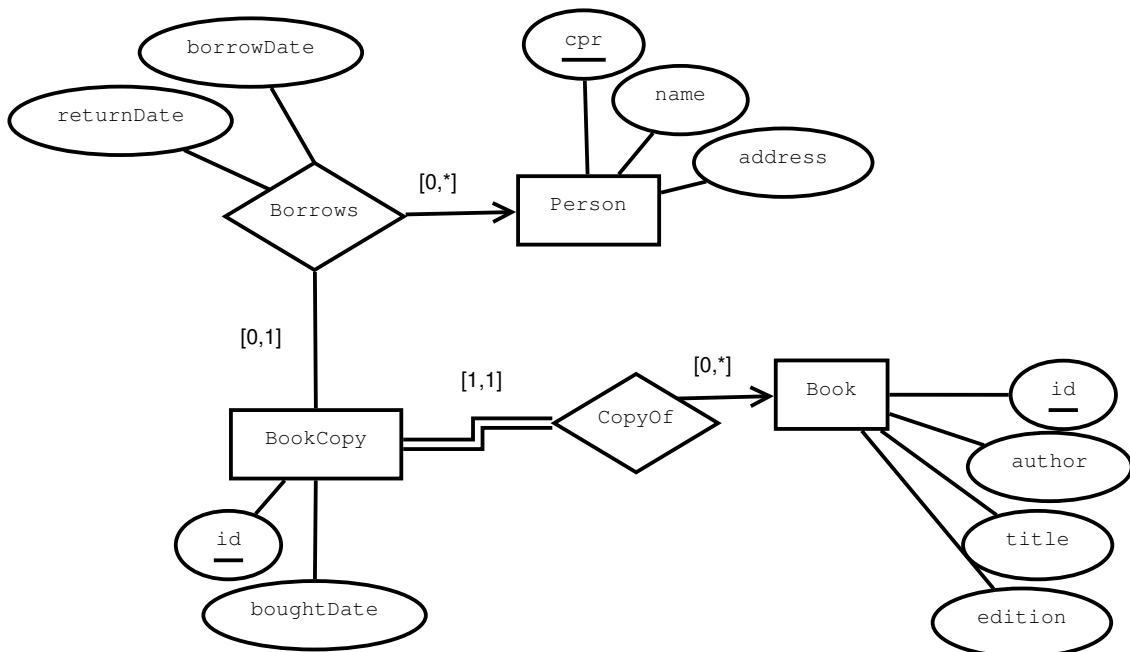 borrowDate
returnDate
Borrows
[0,*]
cpr
name
address
Person
[0,1]
[1,1]
[0,*]
BookCopy
CopyOf
Book
id
author
title
edition
id
boughtDate